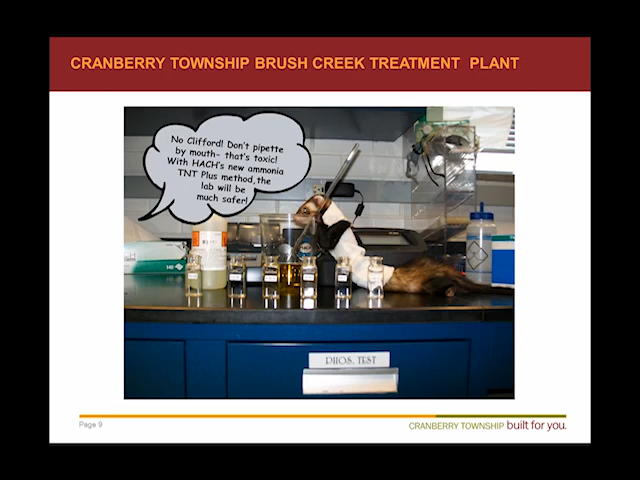 CRANBERRY TOWNSHIP BRUSH CREEK TREATMENT PLANT
No Clifford! Don't pipette
by mouth- that's toxic!
With HACH's new ammonia
TNT Plus method,the
lab will be
much safer!
PHOS. TEST
Page 9
CRANBERRY TOWNSHIP built for you.